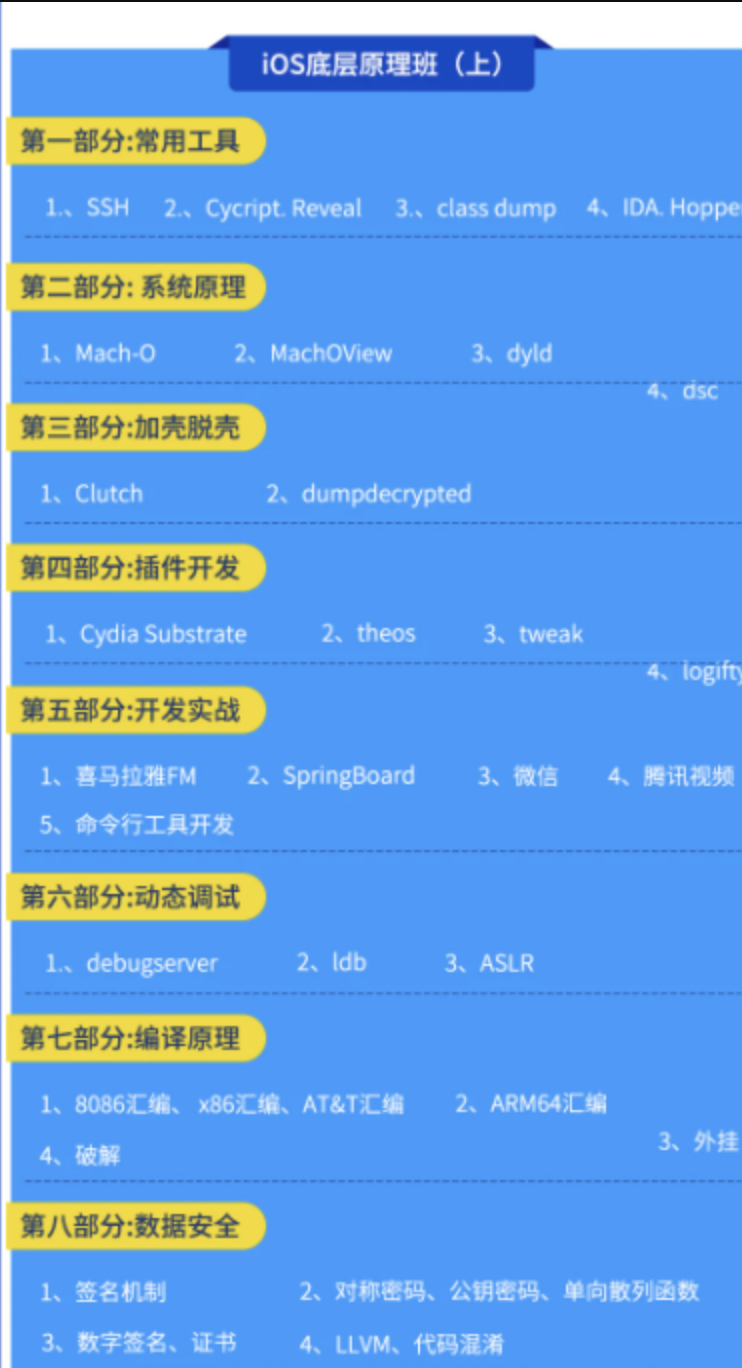 iOS底层原理班（上）
第一部分:常用工具
1.、SSH 2.、Cycript. Reveal 3.、class dump 4、IDA. Hopper
第二部分: 系统原理
1、Mach-O 2、MachOView 3、dyld
4、dsc
第三部分:加壳脱壳
1、Clutch 2、dumpdecrypted
第四部分:插件开发
1、Cydia Substrate 2、theos 3、tweak
4、logifty
第五部分:开发实战
1、喜马拉雅FM 2、SpringBoard 3、微信 4、腾讯视频
5、命令行工具开发
第六部分:动态调试
1.、debugserver 2、ldb 3、ASLR
第七部分:编译原理
1、8086汇编、 x86汇编、AT&T汇编 2、ARM64汇编
3、外挂
4、破解
第八部分:数据安全
1、签名机制 2、对称密码、公钥密码、单向散列函数
3、数字签名、证书 4、LLVM、代码混淆